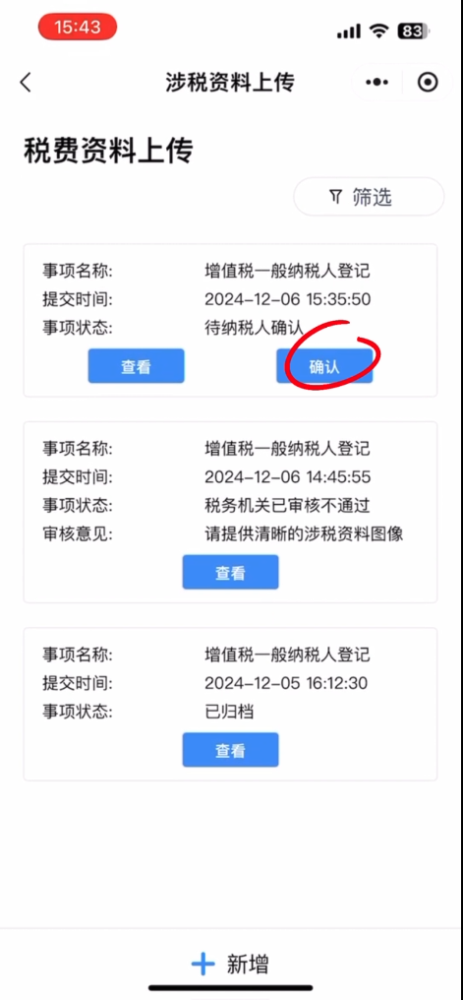 15:43
83
涉税资料上传
税费资料上传
筛选
事项名称: 增值税一般纳税人登记
提交时间: 2024-12-06 15:35:50
事项状态: 待纳税人确认
查看 确认
事项名称: 增值税一般纳税人登记
提交时间: 2024-12-06 14:45:55
事项状态: 税务机关已审核不通过
审核意见: 请提供清晰的涉税资料图像
查看
事项名称: 增值税一般纳税人登记
提交时间: 2024-12-05 16:12:30
事项状态: 已归档
查看
新增